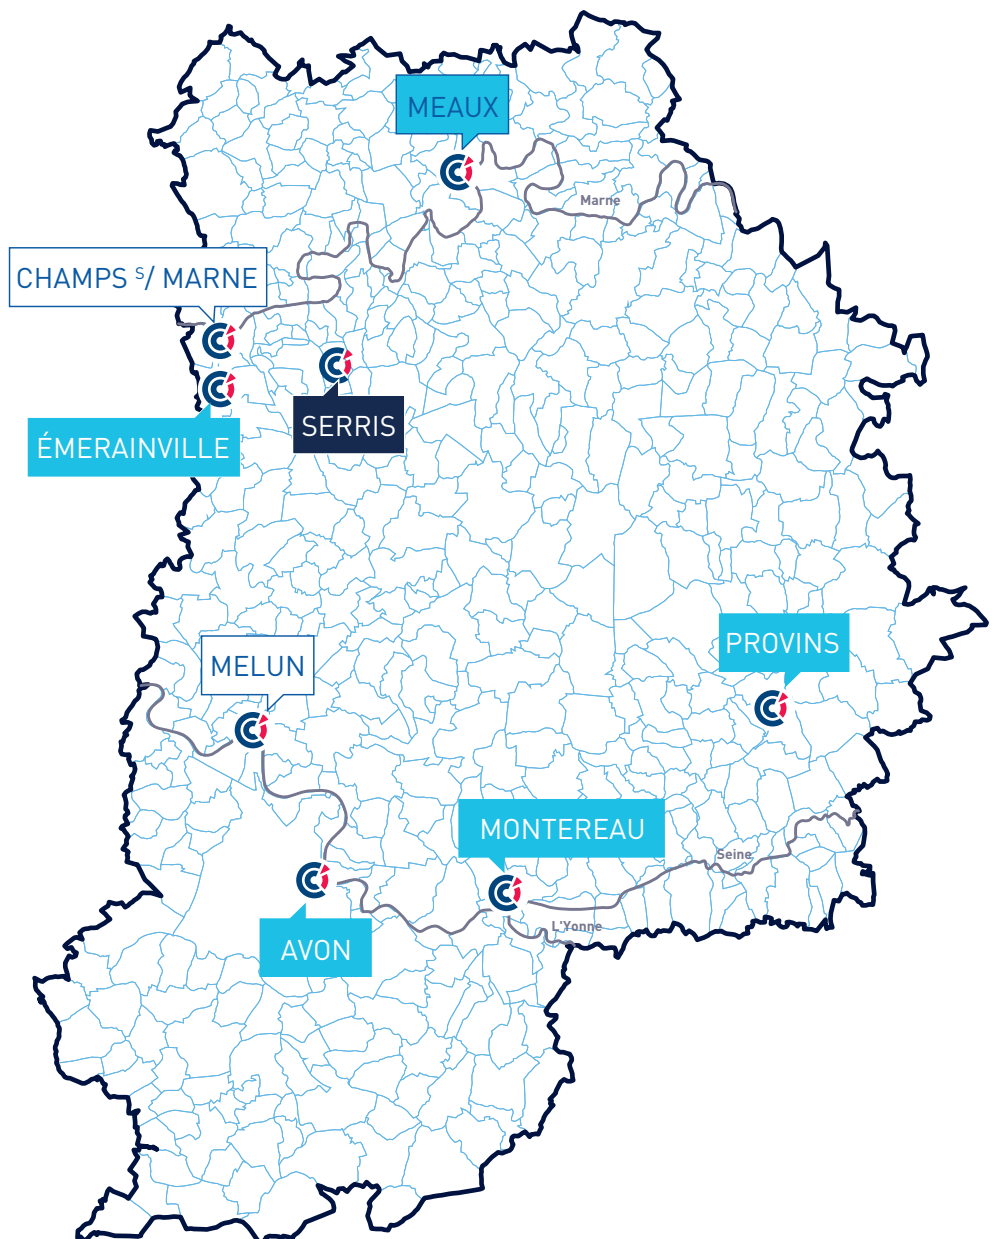 MEAUX
Marne
CHAMPS S/ MARNE
SERRIS
ÉMERAINVILLE
PROVINS
MELUN
MONTEREAU
Seine
L'Yonne
AVON